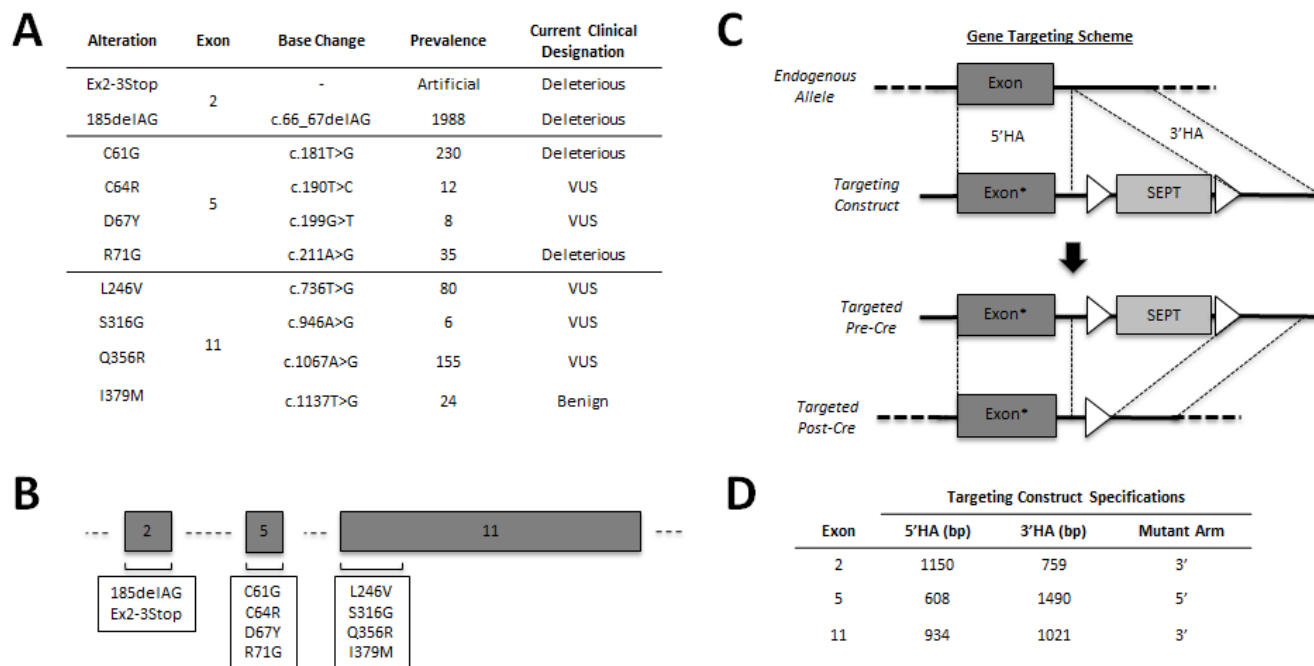 A
Alteration Exon Base Change Prevalence Current Clinical Designation
Ex2-3Stop 2 - Artificial Deleterious
185delAG c.66_67delAG 1988 Deleterious
C61G 5 c.181T>G 230 Deleterious
C64R c.190T>C 12 VUS
D67Y c.199G>T 8 VUS
R71G c.211A>G 35 Deleterious
L246V 11 c.736T>G 80 VUS
S316G c.946A>G 6 VUS
Q356R c.1067A>G 155 VUS
I379M c.1137T>G 24 Benign
B
2 5 11
185delAG
Ex2-3Stop
C61G
C64R
D67Y
R71G
L246V
S316G
Q356R
I379M
C
Gene Targeting Scheme
Endogenous
Allele
Exon
5'HA 3'HA
Targeting
Construct
Exon* SEPT
Targeted
Pre-Cre
Exon* SEPT
Targeted
Post-Cre
Exon*
D
Targeting Construct Specifications
Exon 5'HA (bp) 3'HA (bp) Mutant Arm
2 1150 759 3'
5 608 1490 5'
11 934 1021 3'